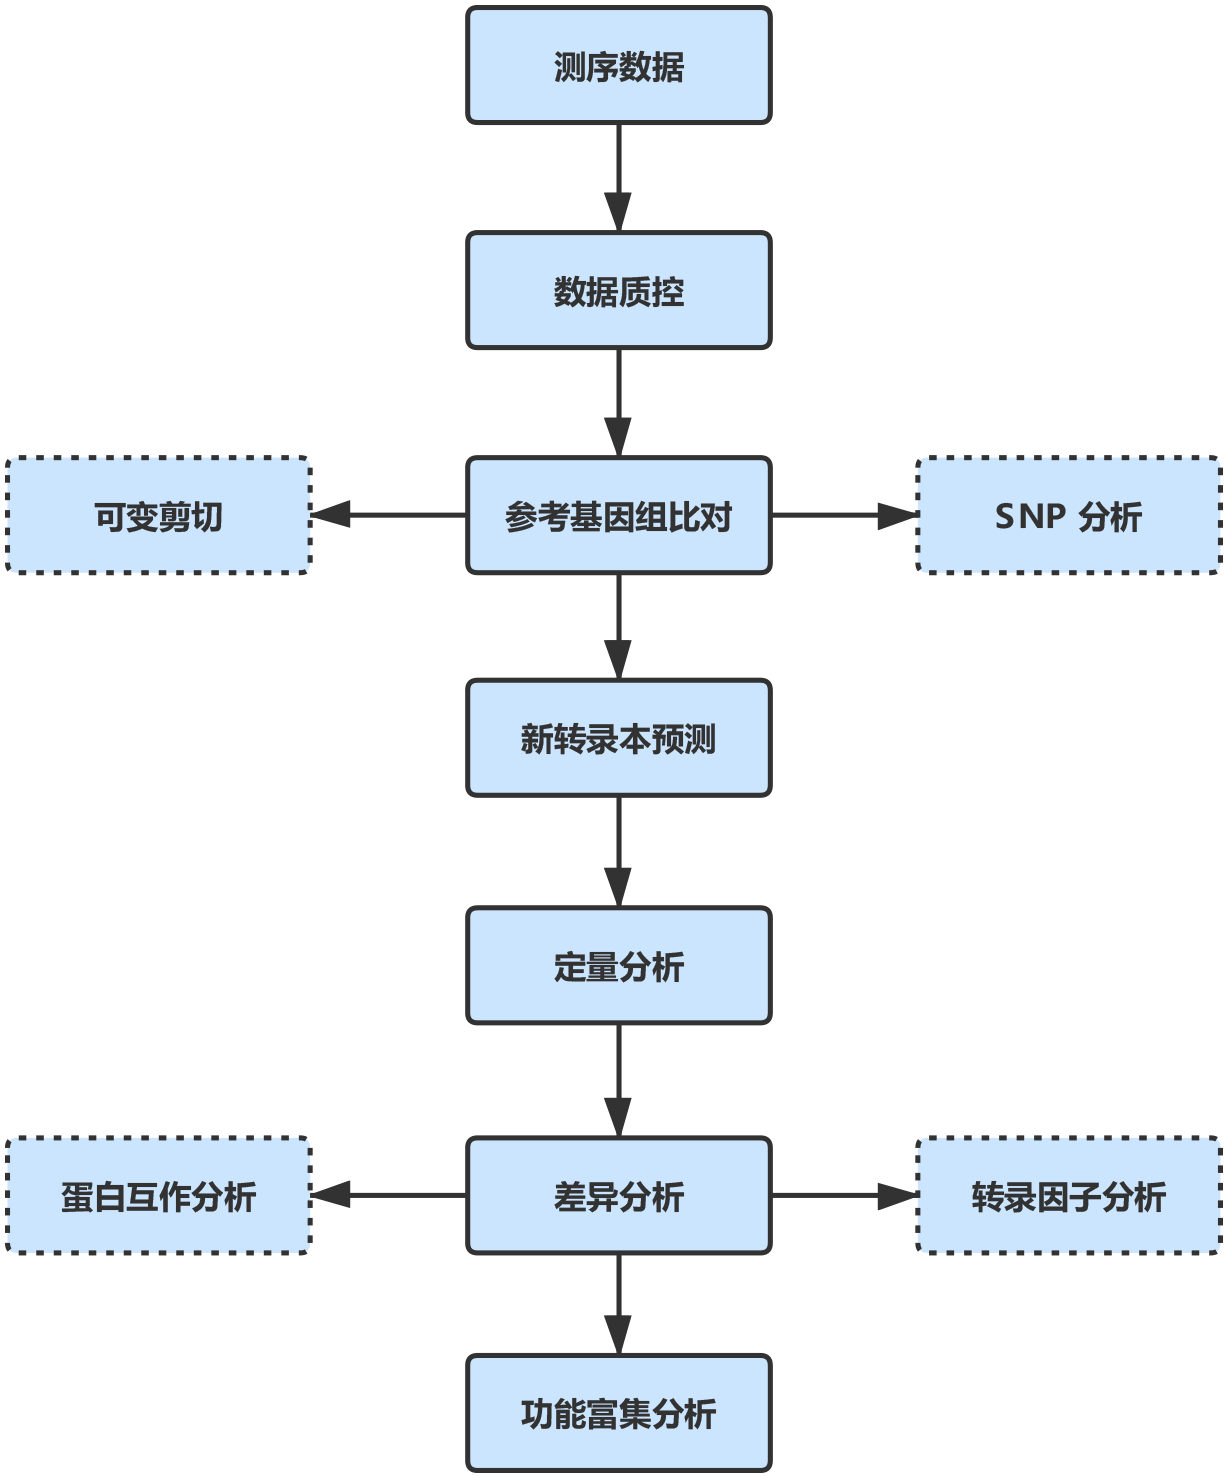 测序数据
数据质控
可变剪切
参考基因组比对
SNP 分析
新转录本预测
定量分析
蛋白互作分析
差异分析
转录因子分析
功能富集分析